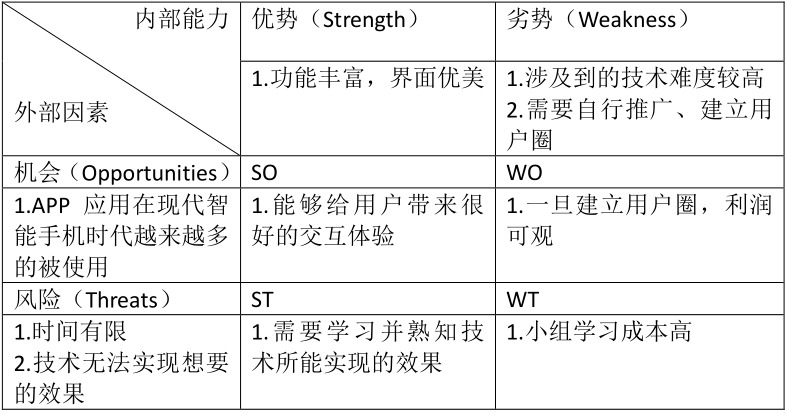 内部能力
外部因素
优势（Strength）
劣势（Weakness）
1.功能丰富，界面优美
1.涉及到的技术难度较高
2.需要自行推广、建立用
户圈
机会（Opportunities）
SO
WO
1.APP 应用在现代智
能手机时代越来越多
的被使用
1.能够给用户带来很
好的交互体验
1.一旦建立用户圈，利润
可观
风险（Threats）
ST
WT
1.时间有限
2.技术无法实现想要
的效果
1.需要学习并熟知技
术所能实现的效果
1.小组学习成本高